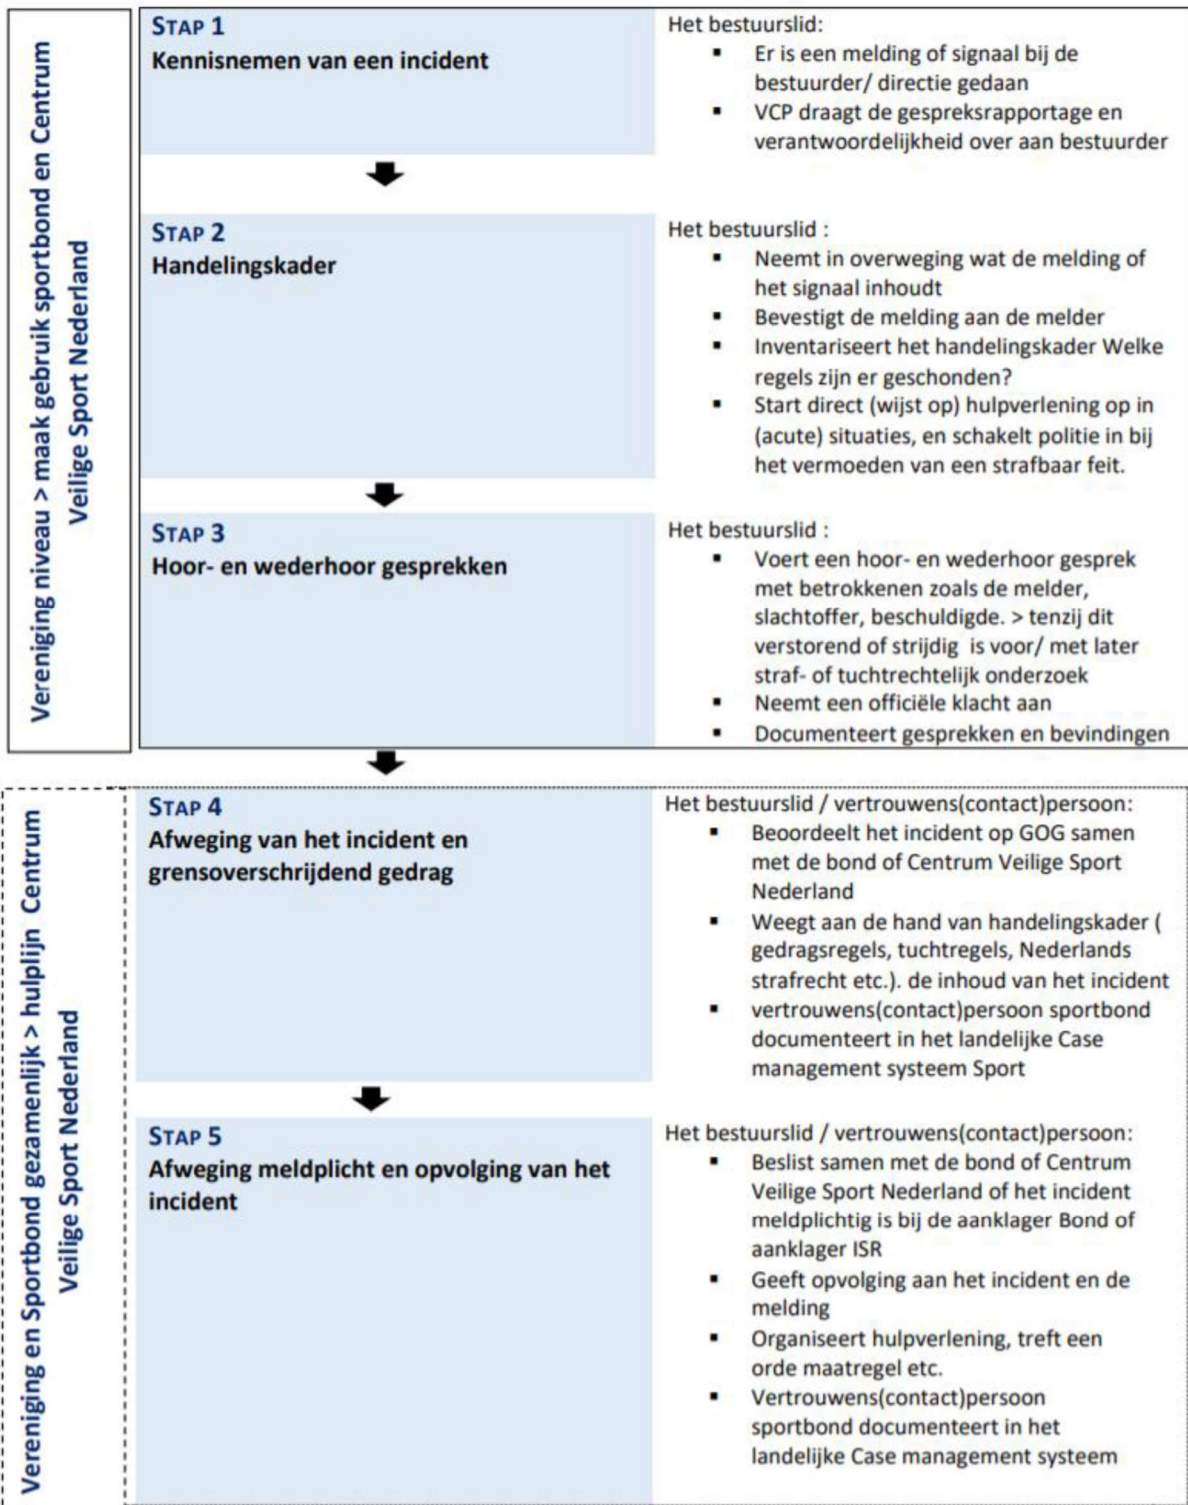 Vereniging niveau > maak gebruik sportbond en Centrum
Veilige Sport Nederland
STAP 1
Kennisnemen van een incident
Het bestuurslid:
▪ Er is een melding of signaal bij de
bestuurder/ directie gedaan
▪ VCP draagt de gespreksrapportage en
verantwoordelijkheid over aan bestuurder
STAP 2
Handelingskader
Het bestuurslid :
▪ Neemt in overweging wat de melding of
het signaal inhoudt
▪ Bevestigt de melding aan de melder
▪ Inventariseert het handelingskader Welke
regels zijn er geschonden?
▪ Start direct (wijst op) hulpverlening op in
(acute) situaties, en schakelt politie in bij
het vermoeden van een strafbaar feit.
STAP 3
Hoor- en wederhoor gesprekken
Het bestuurslid :
▪ Voert een hoor- en wederhoor gesprek
met betrokkenen zoals de melder,
slachtoffer, beschuldigde. > tenzij dit
verstorend of strijdig is voor/ met later
straf- of tuchtrechtelijk onderzoek
▪ Neemt een officiële klacht aan
▪ Documenteert gesprekken en bevindingen
Vereniging en Sportbond gezamenlijk > hulplijn Centrum
Veilige Sport Nederland
STAP 4
Afweging van het incident en
grensoverschrijdend gedrag
Het bestuurslid / vertrouwens(contact)persoon:
▪ Beoordeelt het incident op GOG samen
met de bond of Centrum Veilige Sport
Nederland
▪ Weegt aan de hand van handelingskader (
gedragsregels, tuchtregels, Nederlands
strafrecht etc.). de inhoud van het incident
▪ vertrouwens(contact)persoon sportbond
documenteert in het landelijke Case
management systeem Sport
STAP 5
Afweging meldplicht en opvolging van het
incident
Het bestuurslid / vertrouwens(contact)persoon:
▪ Beslist samen met de bond of Centrum
Veilige Sport Nederland of het incident
meldplichtig is bij de aanklager Bond of
aanklager ISR
▪ Geeft opvolging aan het incident en de
melding
▪ Organiseert hulpverlening, treft een
orde maatregel etc.
▪ Vertrouwens(contact)persoon
sportbond documenteert in het
landelijke Case management systeem